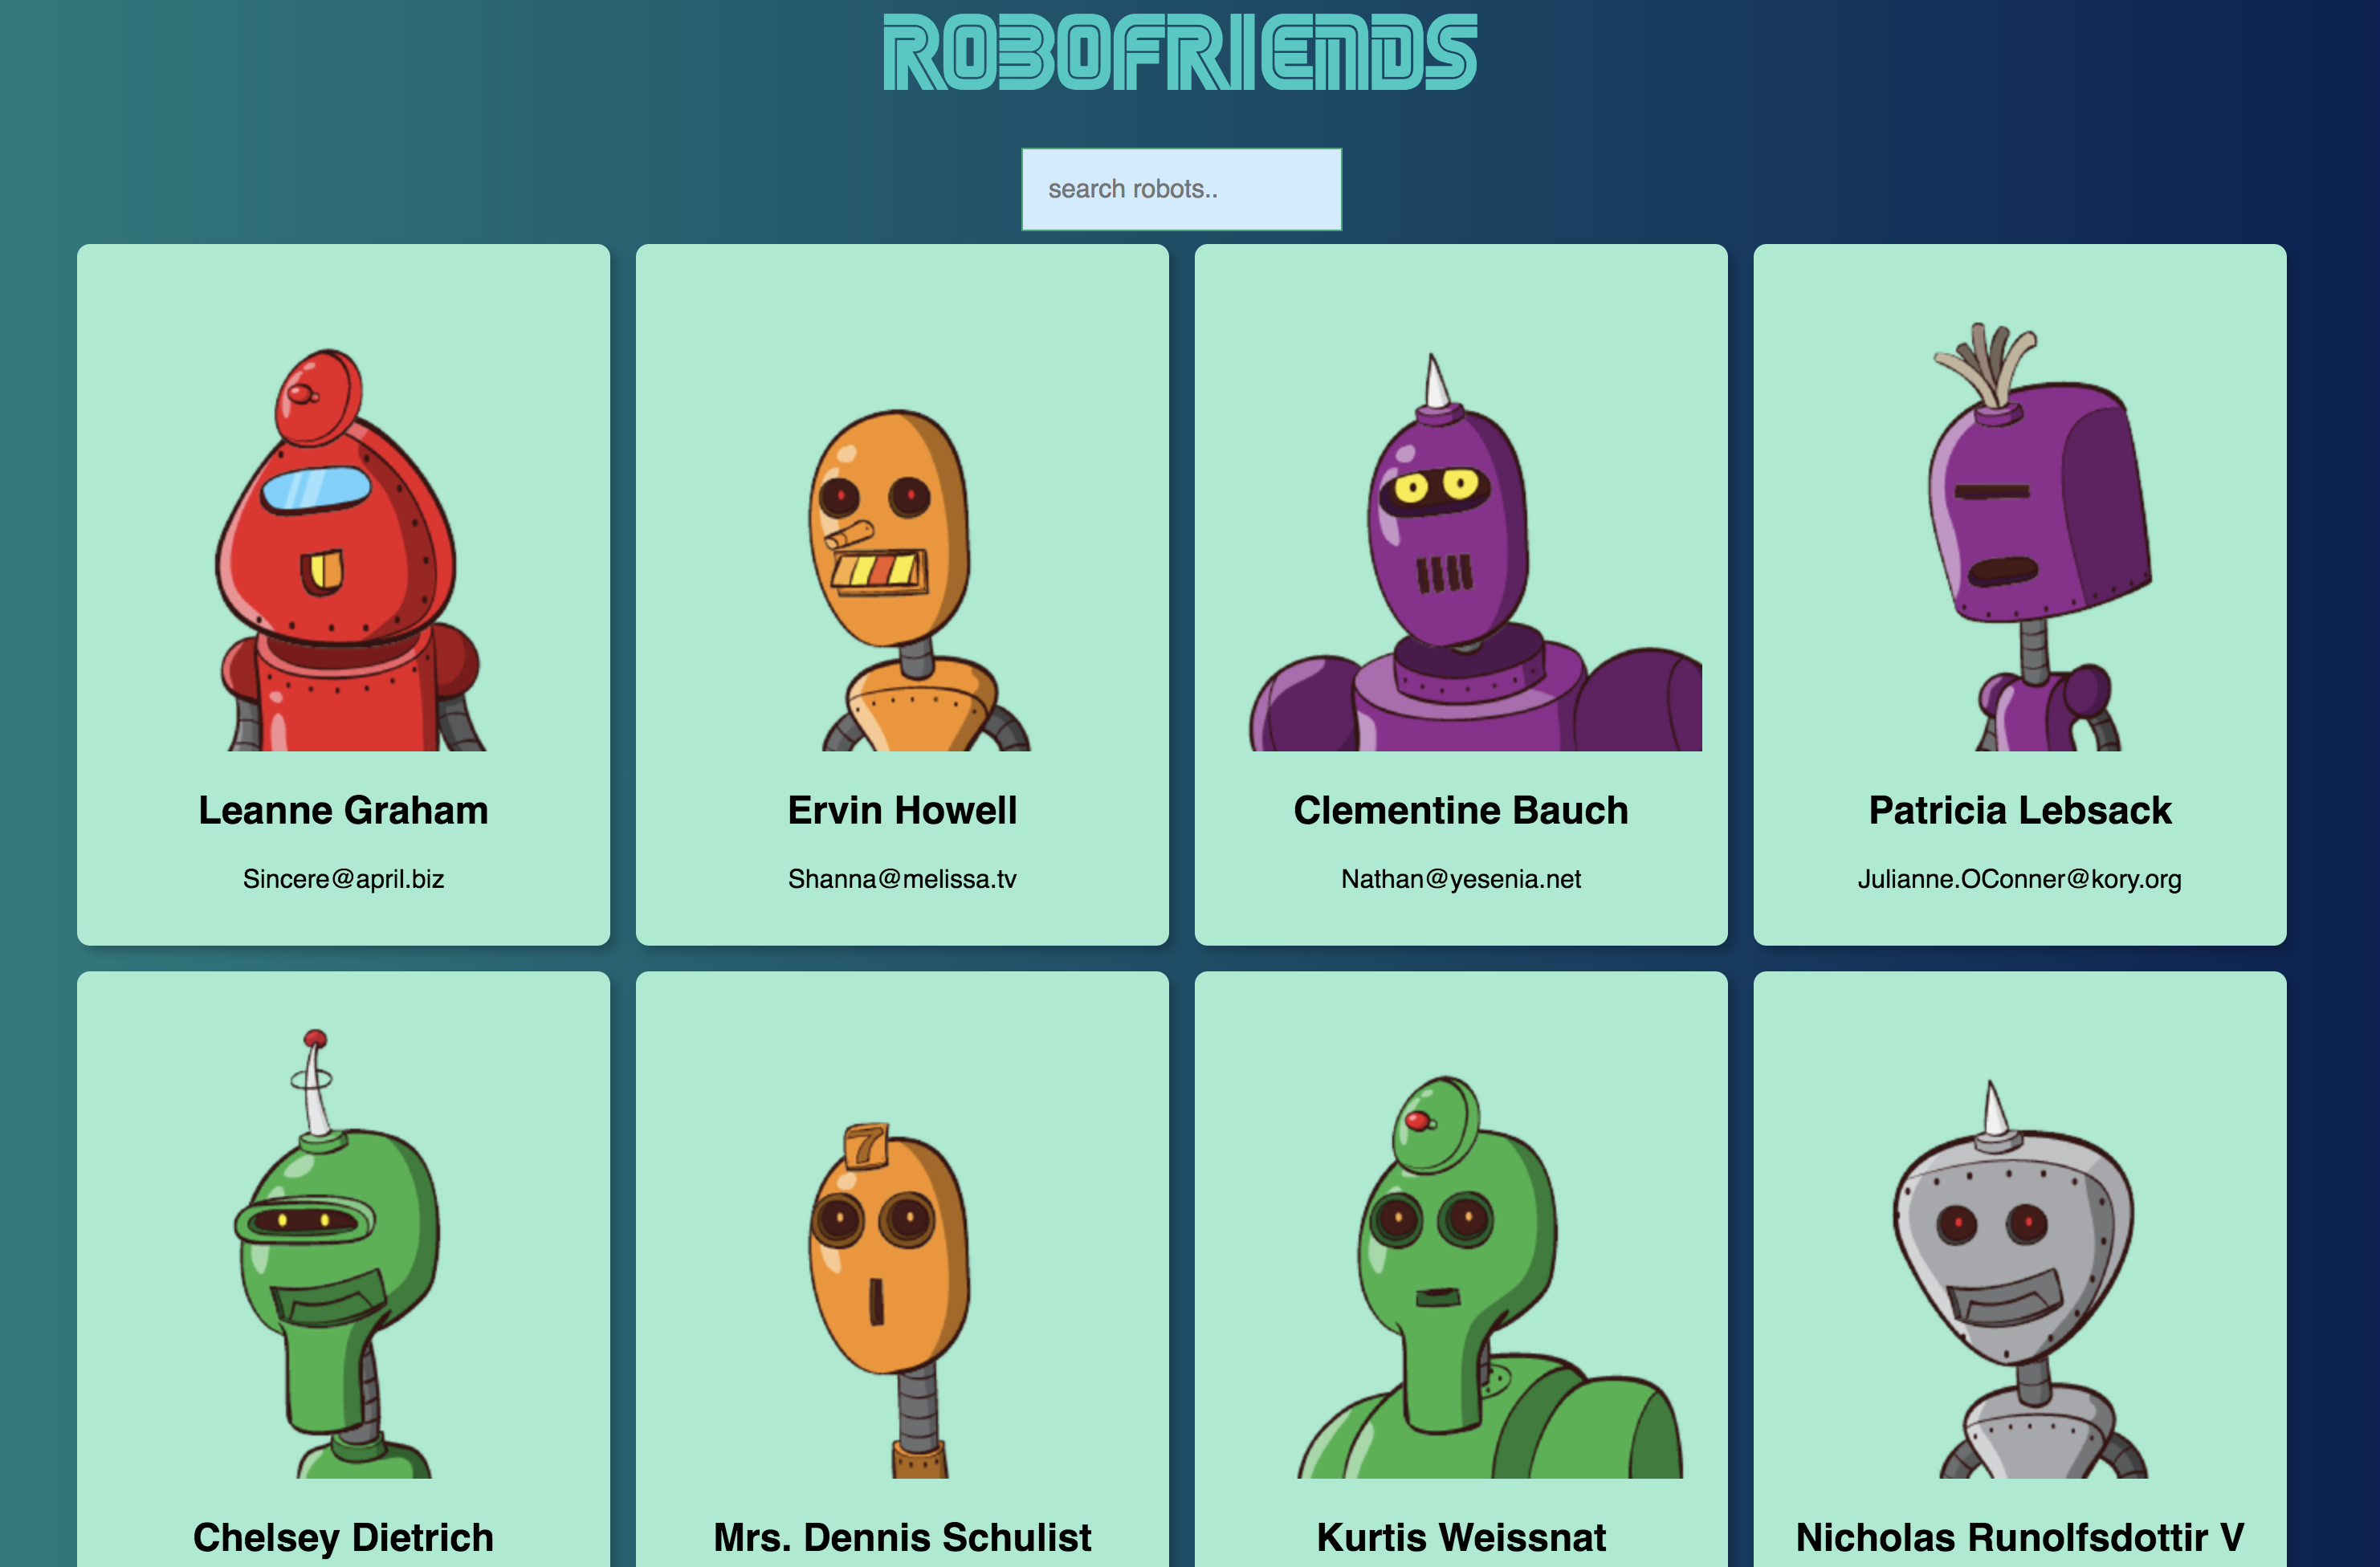 ROBOFRIENDS
search robots..
Leanne Graham
Ervin Howell
Clementine Bauch
Patricia Lebsack
Sincere@april.biz
Shanna@melissa.tv
Nathan@yesenia.net
Julianne.OConner@kory.org
7
Chelsey Dietrich
Mrs. Dennis Schulist
Kurtis Weissnat
Nicholas Runolfsdottir V